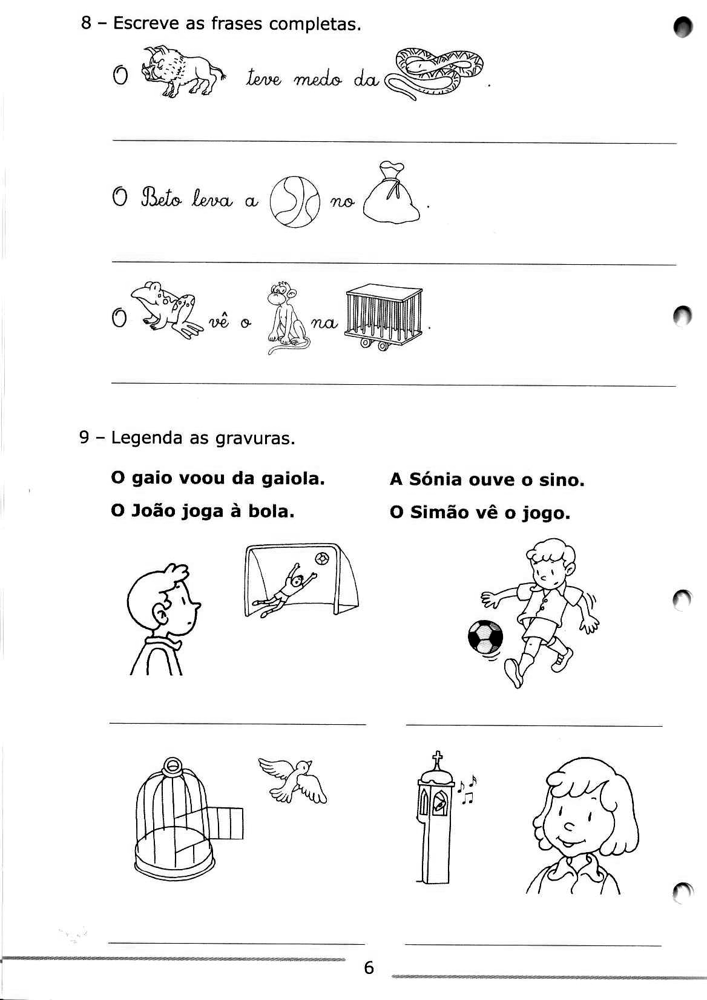 8 – Escreve as frases completas.
O teve medo da .
O Beto leva a no .
O vê o na .
9 – Legenda as gravuras.
O gaio voou da gaiola. A Sónia ouve o sino.
O João joga à bola. O Simão vê o jogo.
6